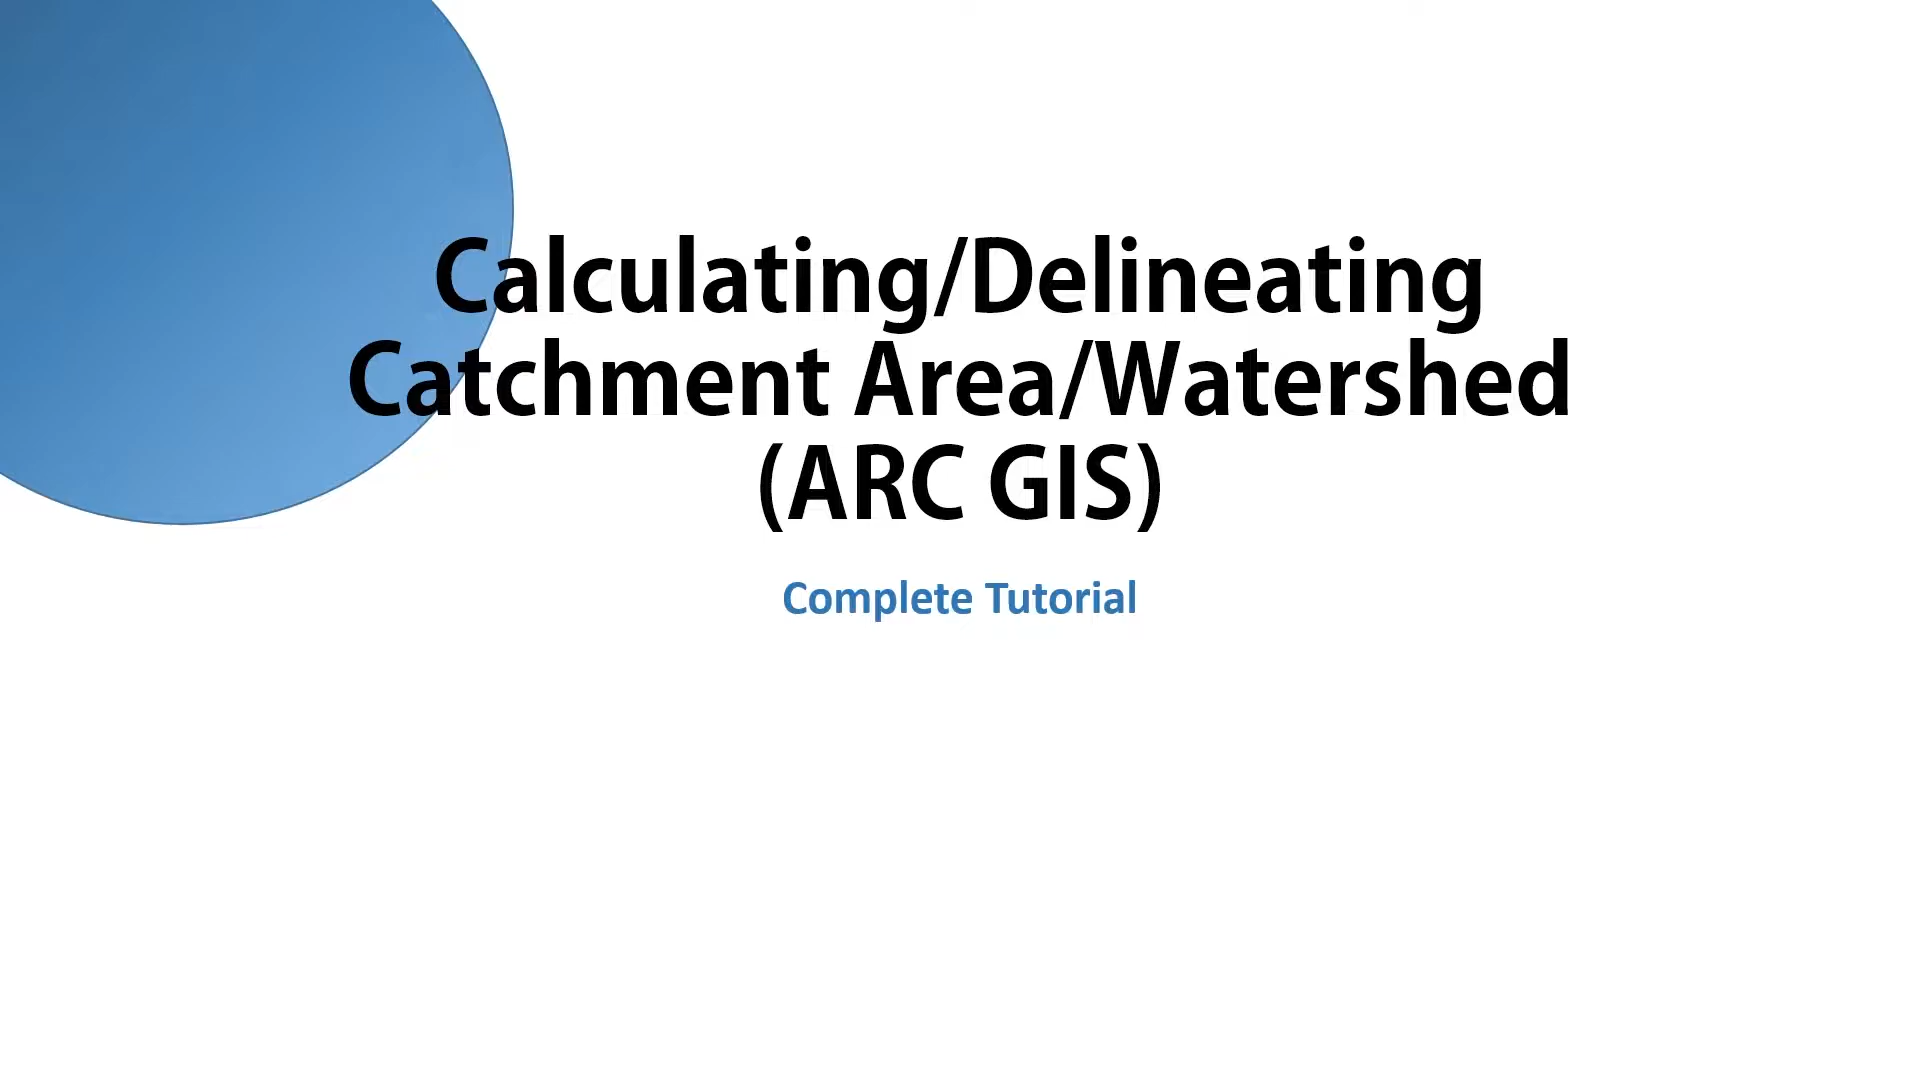 Calculating/Delineating
Catchment Area/Watershed
(ARC GIS)
Complete Tutorial